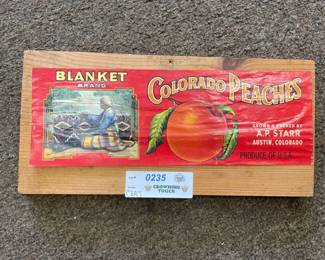 BLANKET
BRAND
COLORADO PEACHES
GROWN & PACKED BY
A.P. STARR
AUSTIN, COLORADO
PRODUCE OF U.S.A.
0235
CROWNING
TOUCH